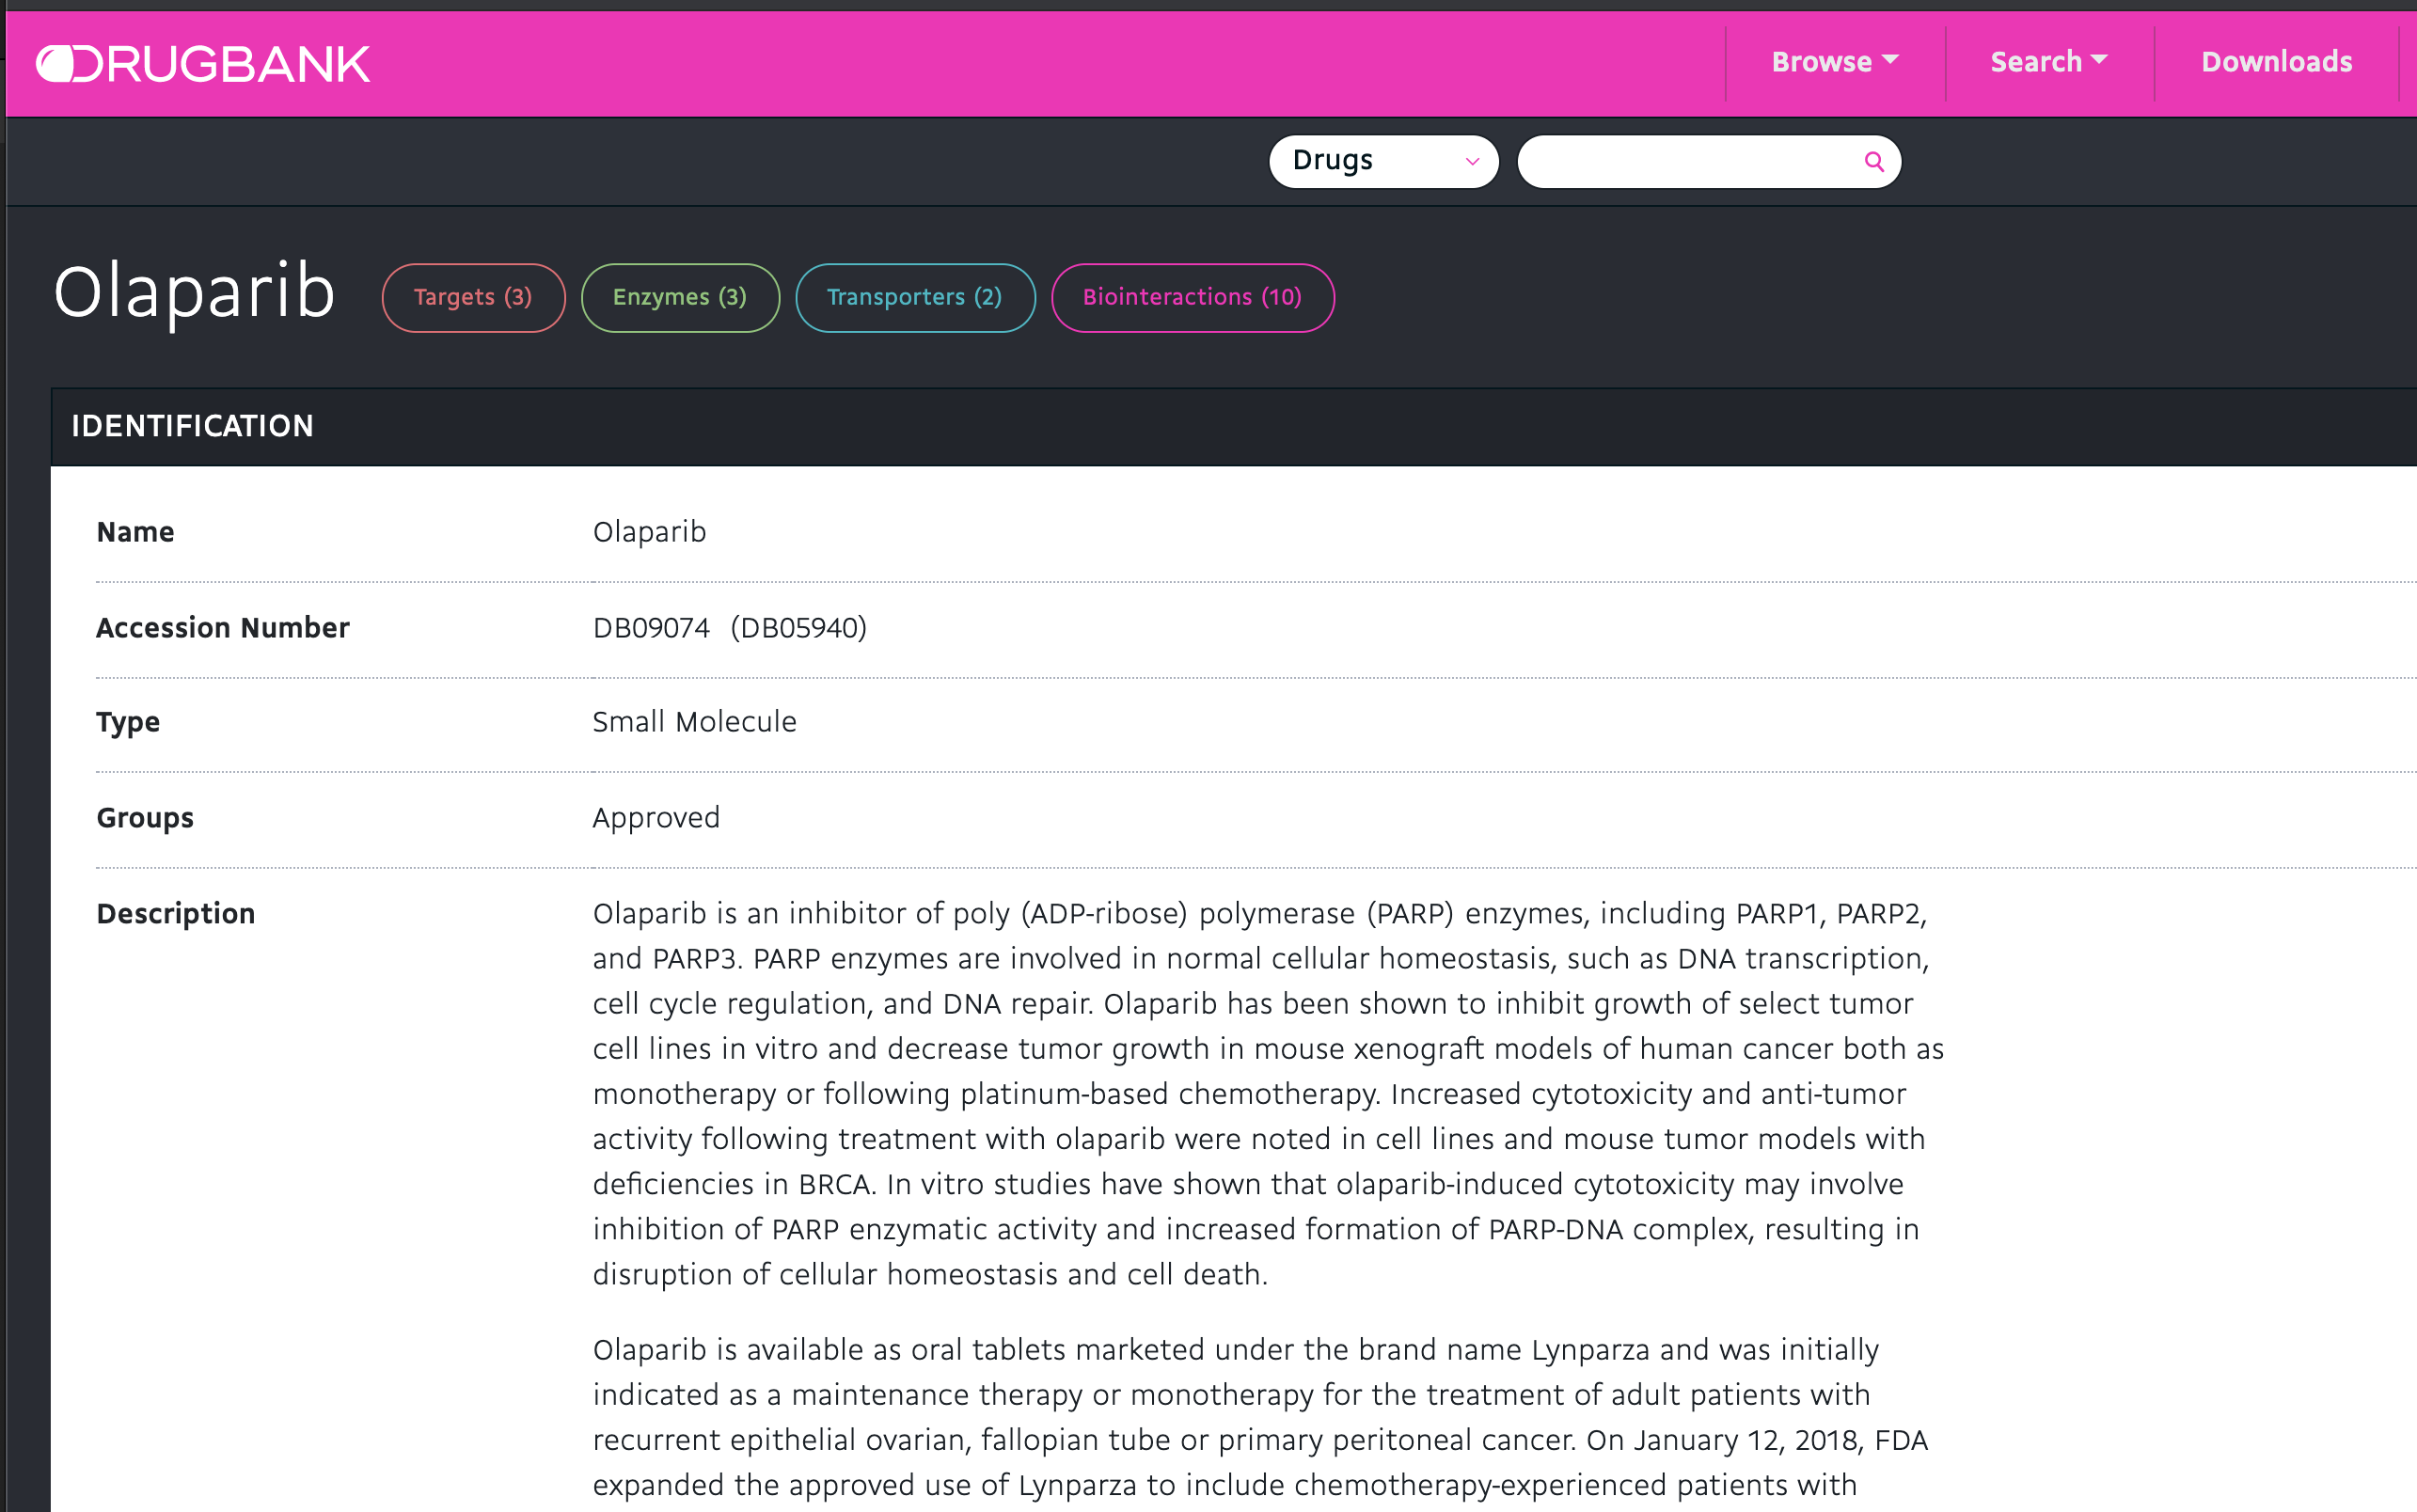 DRUGBANK
Browse
Search
Downloads
Drugs
Olaparib
Targets (3)
Enzymes (3)
Transporters (2)
Biointeractions (10)
IDENTIFICATION
Name
Olaparib
Accession Number
DB09074 (DB05940)
Type
Small Molecule
Groups
Approved
Description
Olaparib is an inhibitor of poly (ADP-ribose) polymerase (PARP) enzymes, including PARP1, PARP2,
and PARP3. PARP enzymes are involved in normal cellular homeostasis, such as DNA transcription,
cell cycle regulation, and DNA repair. Olaparib has been shown to inhibit growth of select tumor
cell lines in vitro and decrease tumor growth in mouse xenograft models of human cancer both as
monotherapy or following platinum-based chemotherapy. Increased cytotoxicity and anti-tumor
activity following treatment with olaparib were noted in cell lines and mouse tumor models with
deficiencies in BRCA. In vitro studies have shown that olaparib-induced cytotoxicity may involve
inhibition of PARP enzymatic activity and increased formation of PARP-DNA complex, resulting in
disruption of cellular homeostasis and cell death.
Olaparib is available as oral tablets marketed under the brand name Lynparza and was initially
indicated as a maintenance therapy or monotherapy for the treatment of adult patients with
recurrent epithelial ovarian, fallopian tube or primary peritoneal cancer. On January 12, 2018, FDA
expanded the approved use of Lynparza to include chemotherapy-experienced patients with